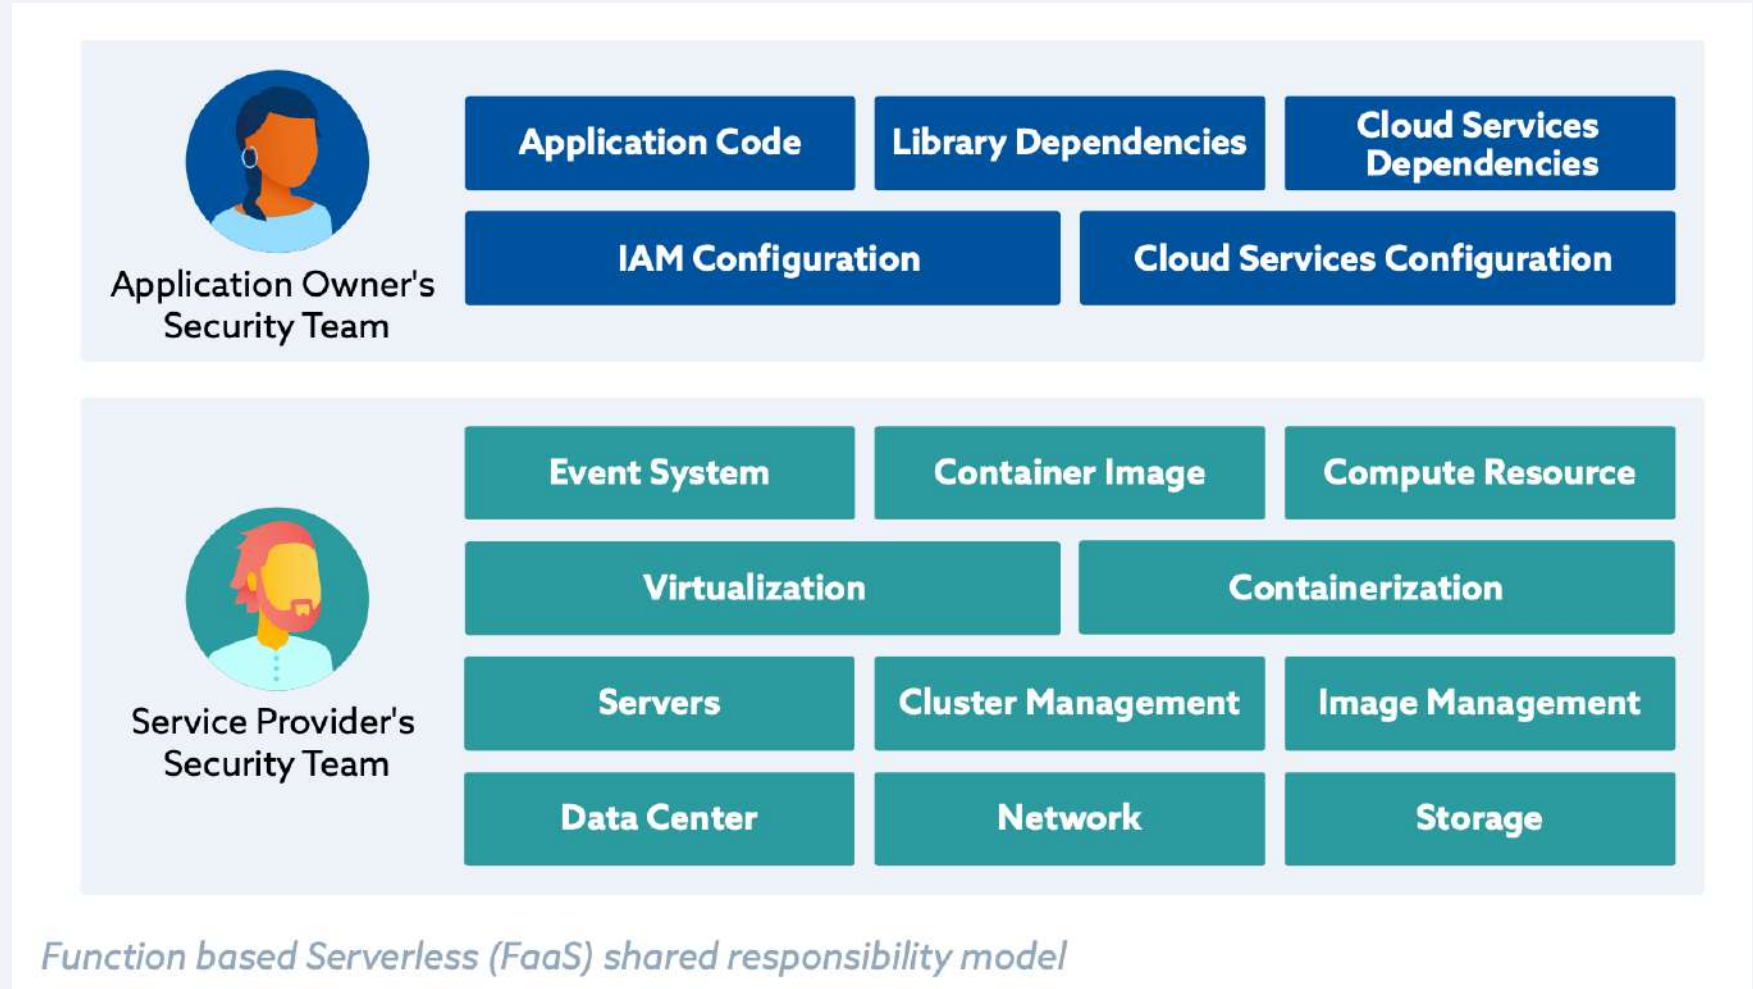 Application Code
Library Dependencies
Cloud Services
Dependencies
IAM Configuration
Cloud Services Configuration
Application Owner's
Security Team
Event System
Container Image
Compute Resource
Virtualization
Containerization
Servers
Cluster Management
Image Management
Data Center
Network
Storage
Service Provider's
Security Team
Function based Serverless (FaaS) shared responsibility model